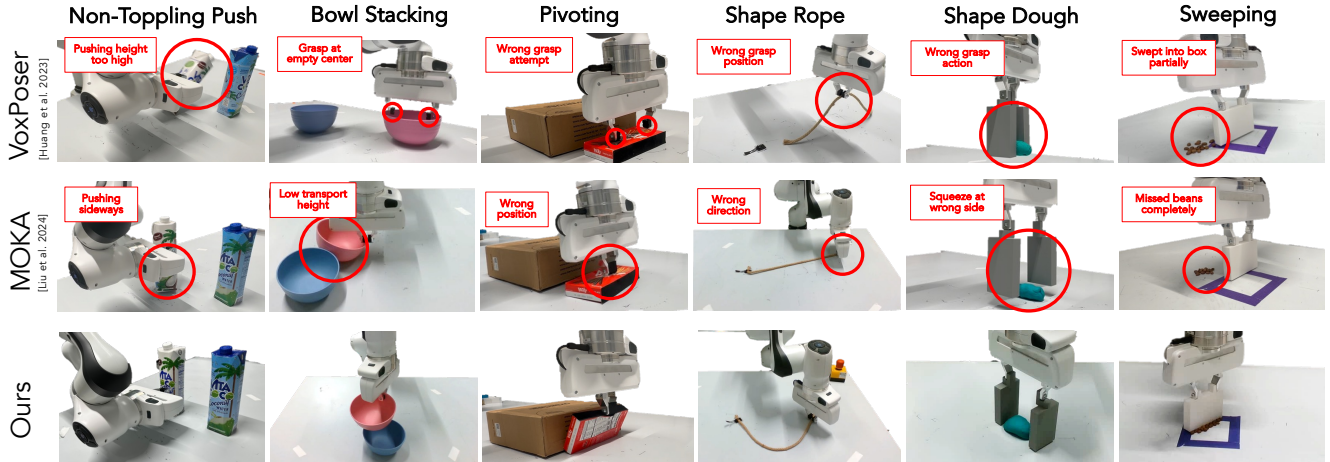 Non-Toppling Push
Bowl Stacking
Pivoting
Shape Rope
Shape Dough
Sweeping
VoxPoser
[Huang et al. 2023]
Pushing height
too high
Grasp at
empty center
Wrong grasp
attempt
Wrong grasp
position
Wrong grasp
action
Swept into box
partially
MOKA
[Liu et al. 2024]
Pushing
sideways
Low transport
height
Wrong
position
Wrong
direction
Squeeze at
wrong side
Missed beans
completely
VITA
Ours
VITA